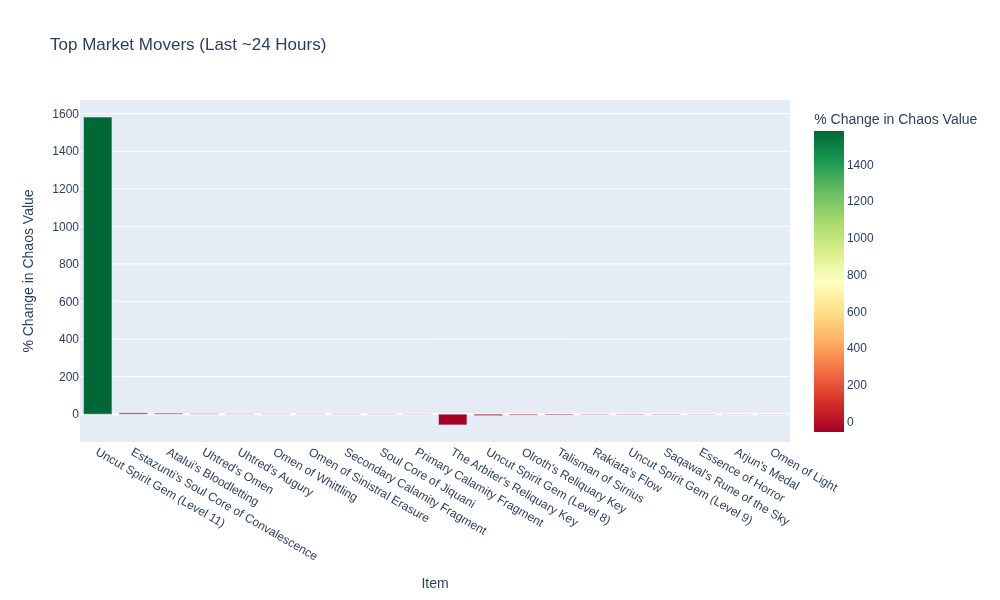 Top Market Movers (Last ~24 Hours)
% Change in Chaos Value
1600
1400
1200
1000
800
600
400
200
0
% Change in Chaos Value
1400
1200
1000
800
600
400
200
0
Uncut Spirit Gem (Level 11)
Estazunti's Soul Core of Convalescence
Atalui's Bloodletting
Uhtred's Omen
Uhtred's Augury
Omen of Whittling
Omen of Sinistral Erasure
Secondary Calamity Fragment
Soul Core of Jiquani
Primary Calamity Fragment
The Arbiter's Reliquary Key
Uncut Spirit Gem (Level 8)
Olroth's Reliquary Key
Talisman of Sirrius
Rakiata's Flow
Uncut Spirit Gem (Level 9)
Saqawal's Rune of the Sky
Essence of Horror
Arjun's Medal
Omen of Light
Item